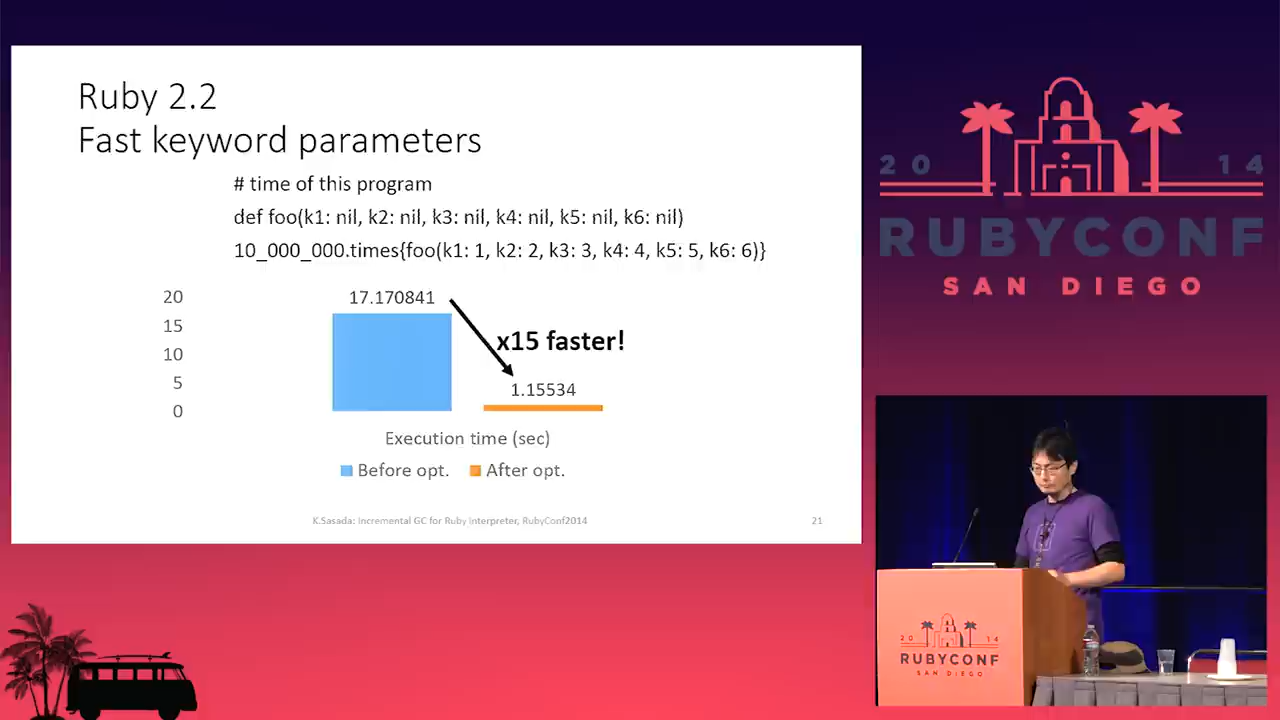 Ruby 2.2
Fast keyword parameters
# time of this program
def foo(k1: nil, k2: nil, k3: nil, k4: nil, k5: nil, k6: nil)
10_000_000.times{foo(k1: 1, k2: 2, k3: 3, k4: 4, k5: 5, k6: 6)}
20
15
10
5
0
17.170841
x15 faster!
1.15534
Execution time (sec)
Before opt.
After opt.
K.Sasada: Incremental GC for Ruby interpreter, RubyConf2014
21
20 14
RUBYCONF
SAN DIEGO
20 14
RUBYCONF
SAN DIEGO